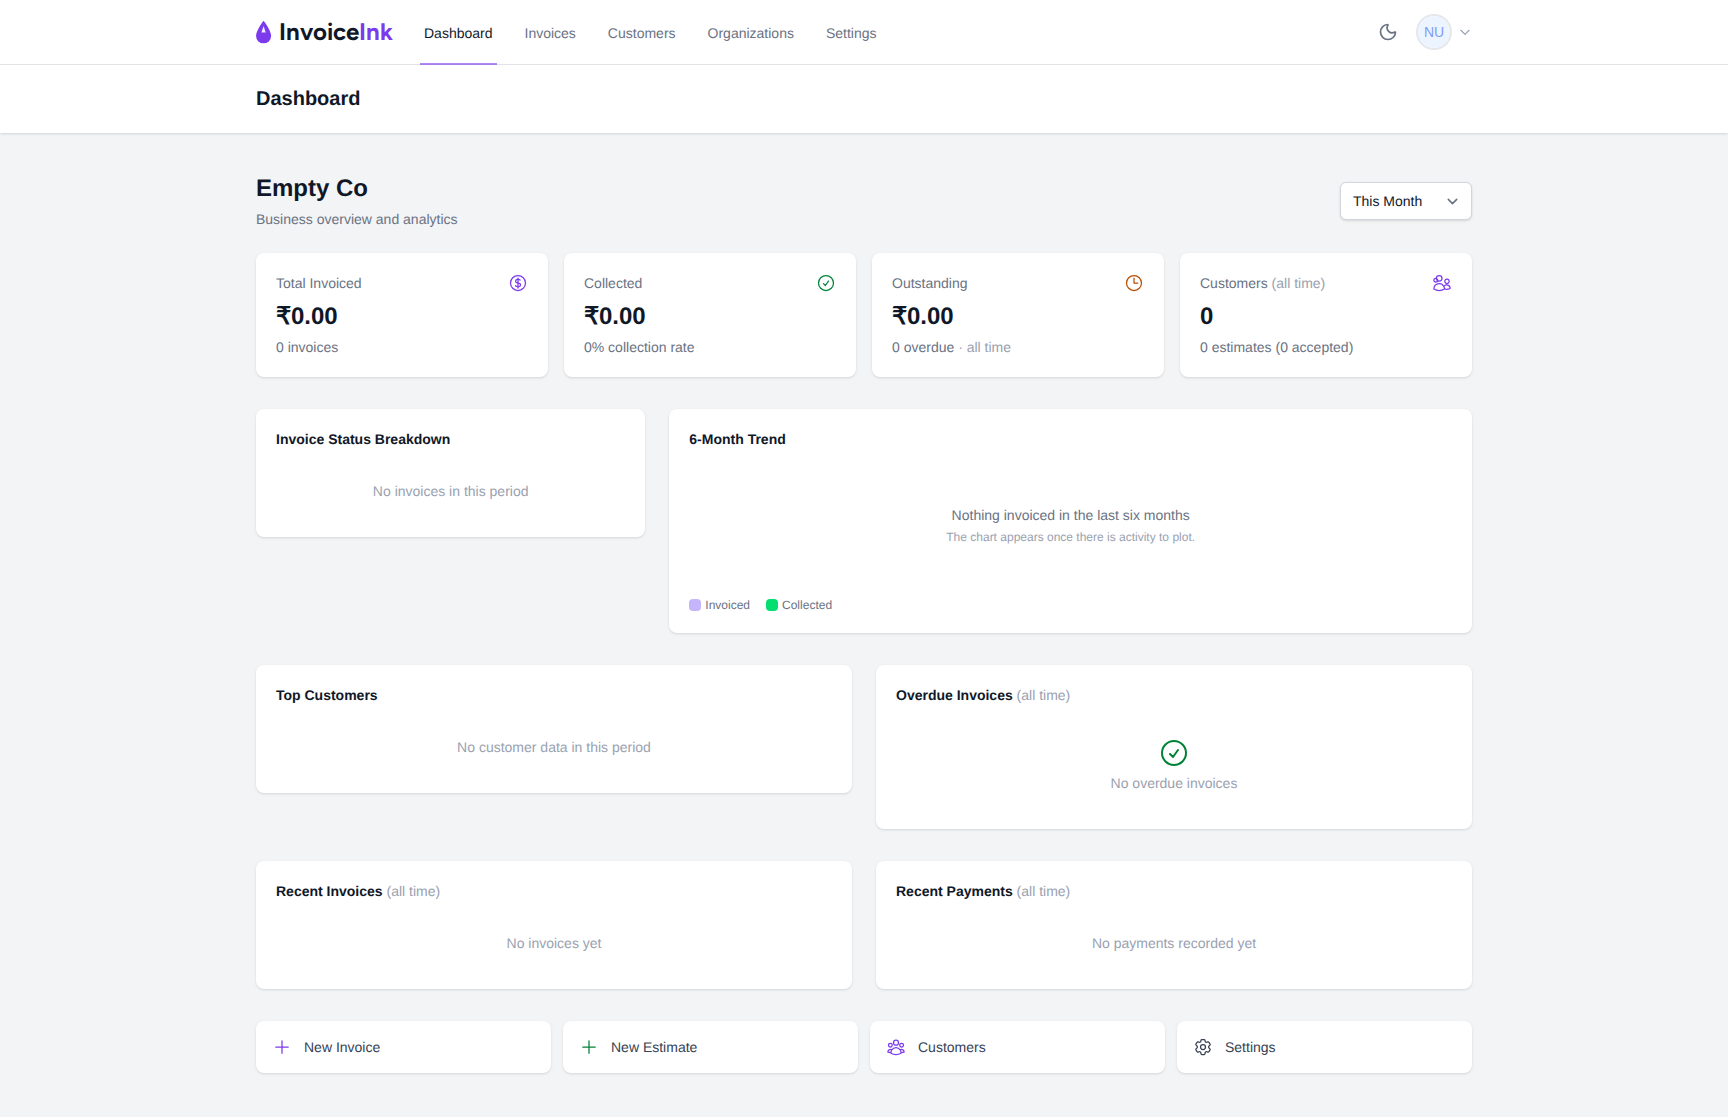 InvoiceInk
Dashboard
Invoices
Customers
Organizations
Settings
NU
Dashboard
Empty Co
Business overview and analytics
This Month
Total Invoiced
₹0.00
0 invoices
Collected
₹0.00
0% collection rate
Outstanding
₹0.00
0 overdue · all time
Customers (all time)
0
0 estimates (0 accepted)
Invoice Status Breakdown
No invoices in this period
6-Month Trend
Nothing invoiced in the last six months
The chart appears once there is activity to plot.
Invoiced
Collected
Top Customers
No customer data in this period
Overdue Invoices (all time)
No overdue invoices
Recent Invoices (all time)
No invoices yet
Recent Payments (all time)
No payments recorded yet
New Invoice
New Estimate
Customers
Settings